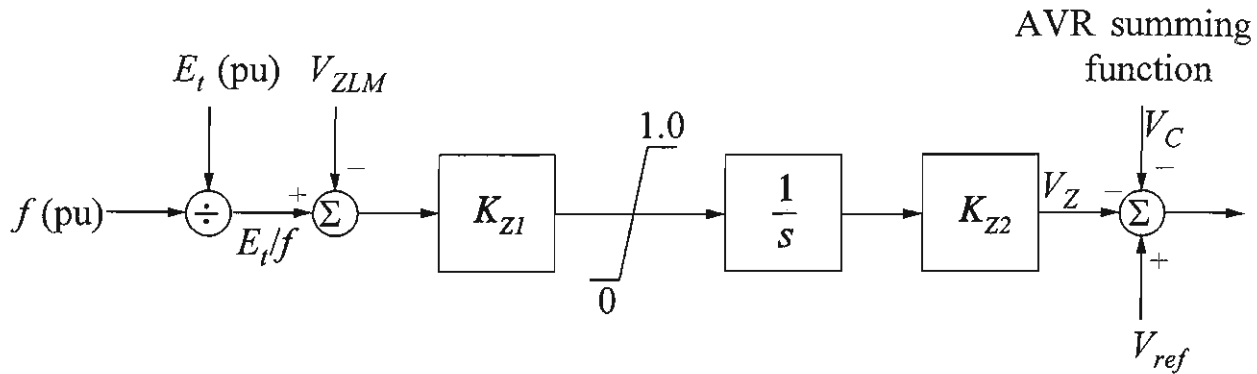 AVR summing
function
E_t (pu)
V_ZLM
V_C
1.0
+
−
−
−
f (pu)
÷
Σ
K_Z1
1/s
K_Z2
V_Z
Σ
E_t/f
0
+
V_ref